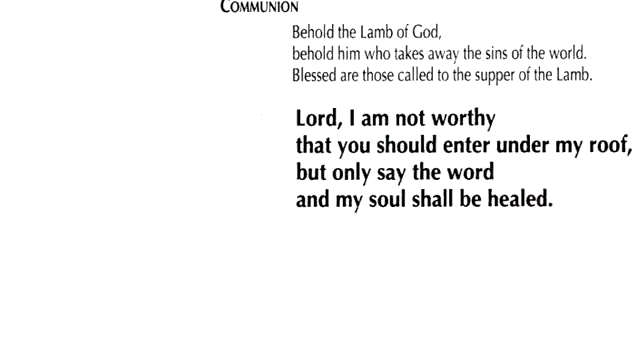 COMMUNION
Behold the Lamb of God,
behold him who takes away the sins of the world.
Blessed are those called to the supper of the Lamb.
Lord, I am not worthy
that you should enter under my roof,
but only say the word
and my soul shall be healed.